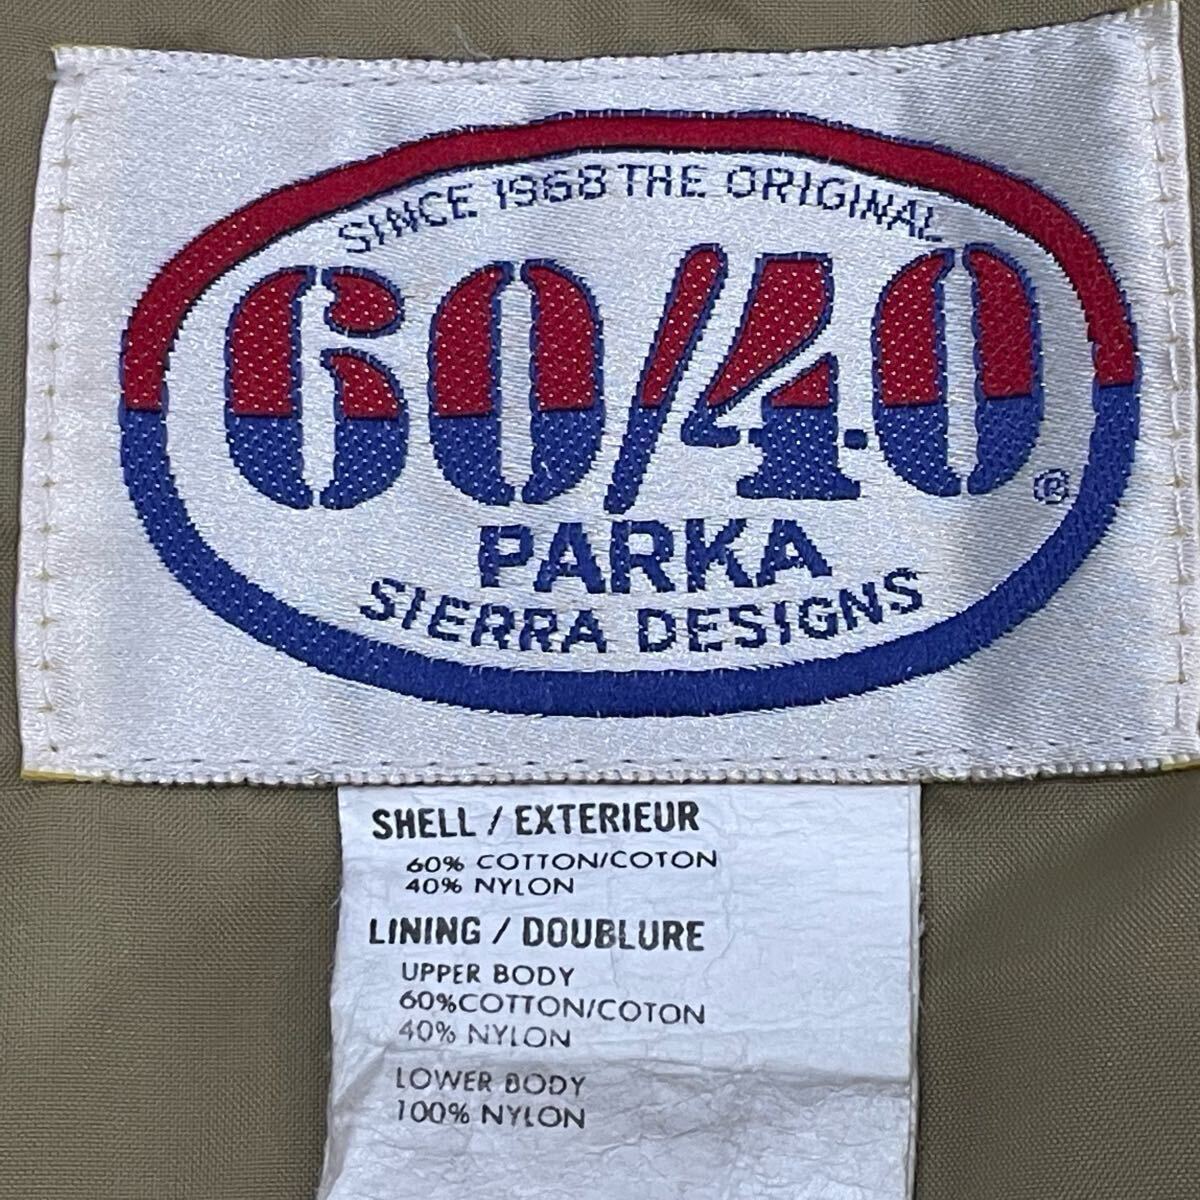 SINCE 1968 THE ORIGINAL
60/40®
PARKA
SIERRA DESIGNS
SHELL / EXTERIEUR
60% COTTON/COTON
40% NYLON
LINING / DOUBLURE
UPPER BODY
60%COTTON/COTON
40% NYLON
LOWER BODY
100% NYLON